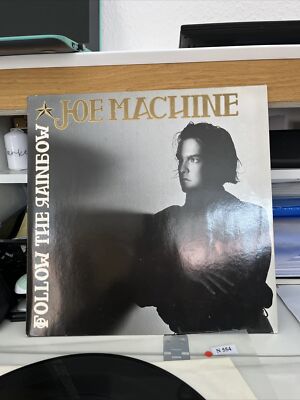 JOE MACHINE
FOLLOW THE RAINBOW
N 554